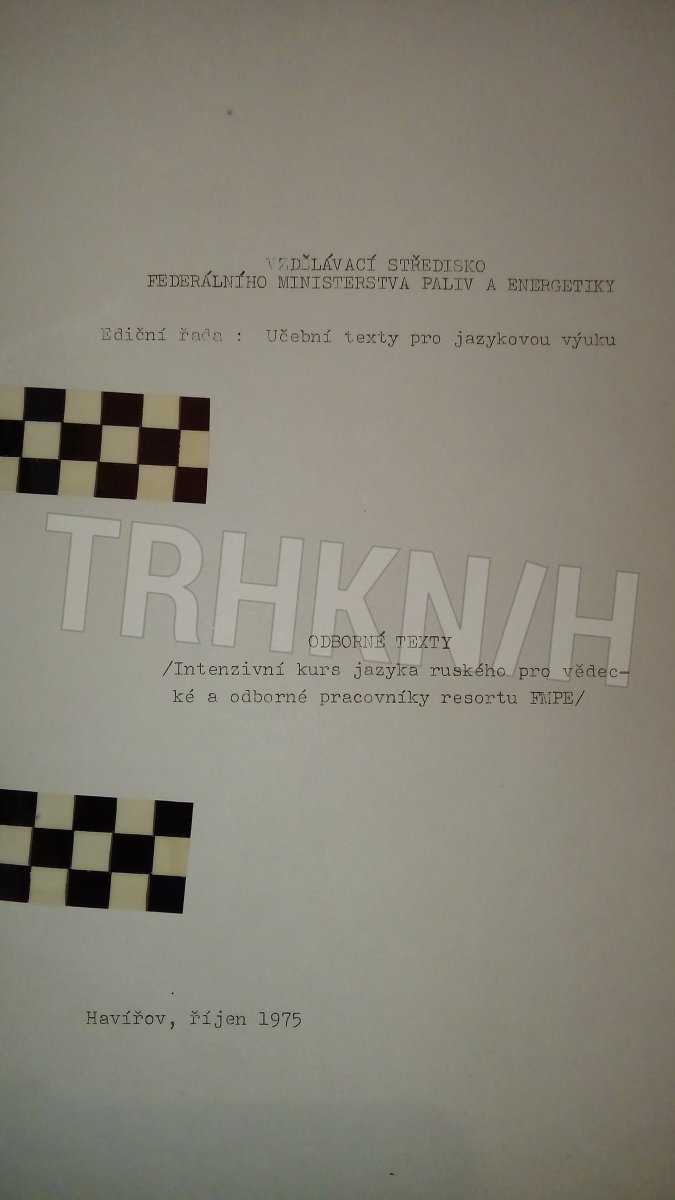 VZDĚLÁVACÍ STŘEDISKO
FEDERÁLNÍHO MINISTERSTVA PALIV A ENERGETIKY
Ediční řada : Učební texty pro jazykovou výuku
TRHKN/H
ODBORNÉ TEXTY
/Intenzivní kurs jazyka ruského pro vědec-
ké a odborné pracovníky resortu FMPE/
Havířov, říjen 1975